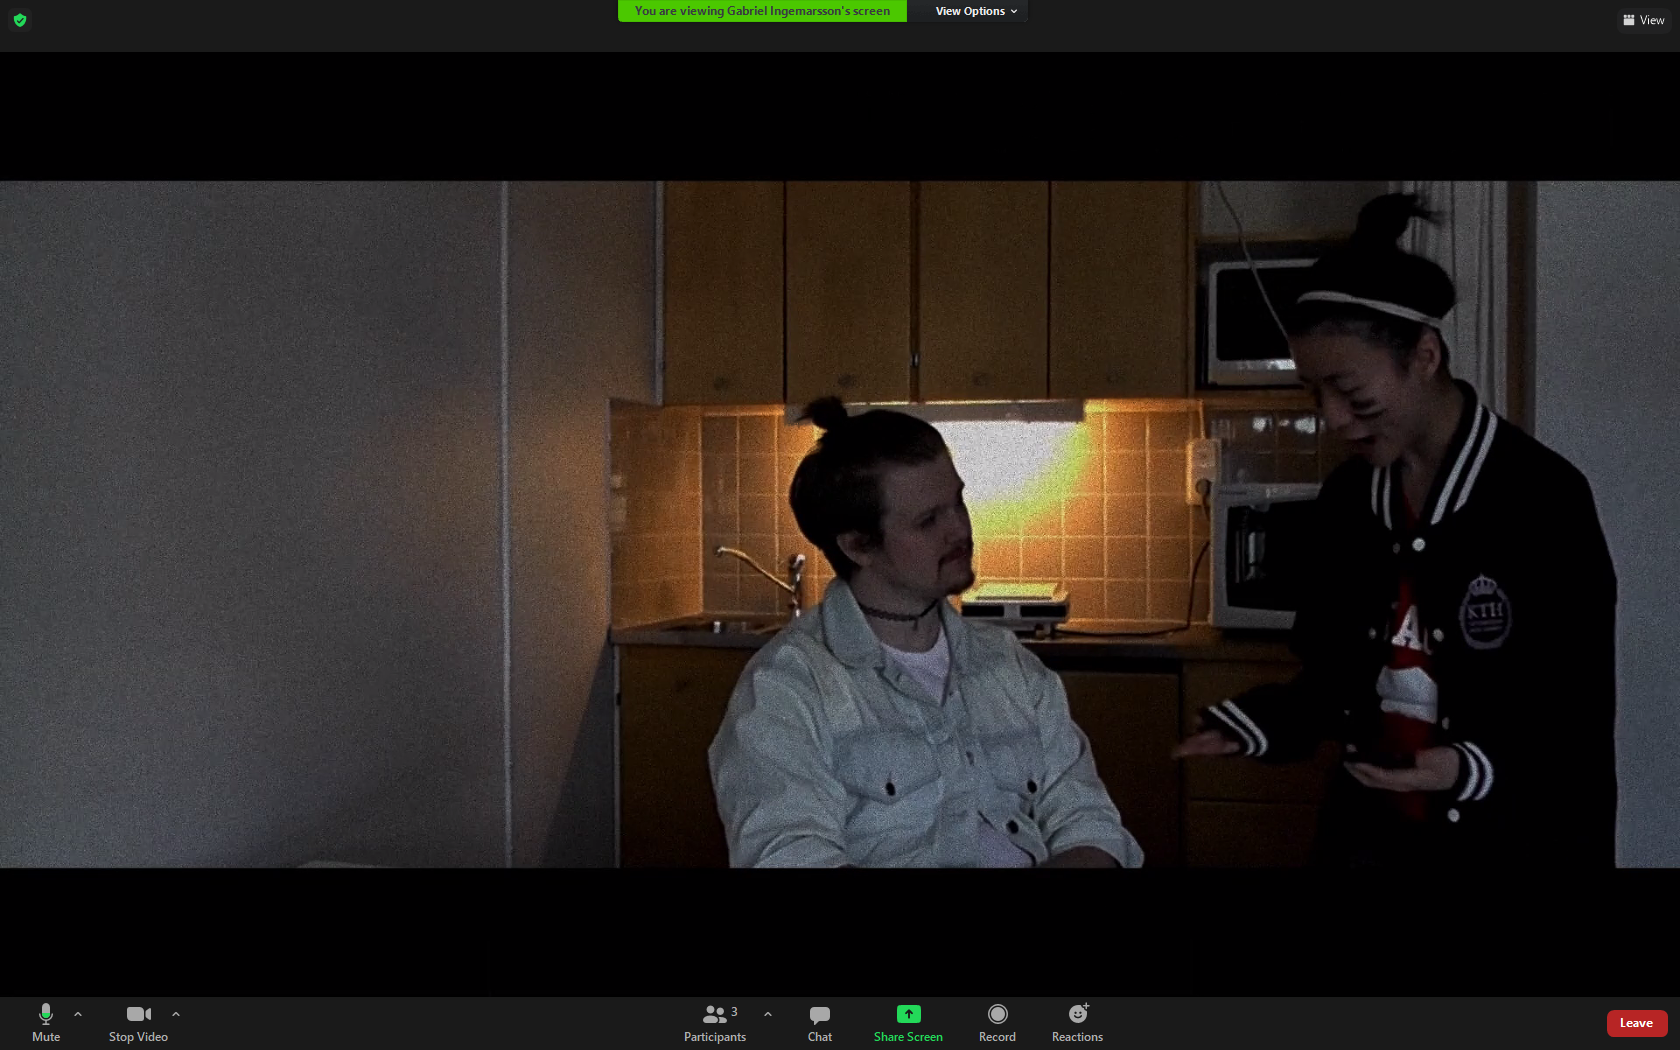 You are viewing Gabriel Ingemarsson's screen
View Options
View
KTH
A
Mute
Stop Video
Participants
3
Chat
Share Screen
Record
Reactions
Leave